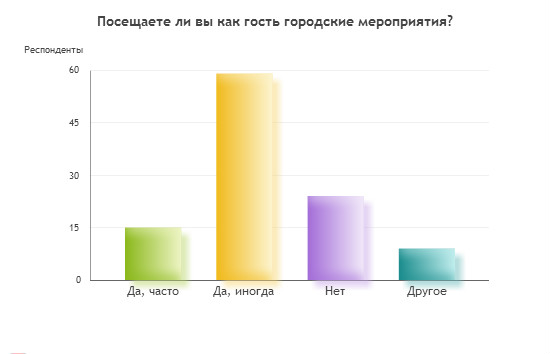 Посещаете ли вы как гость городские мероприятия?
Респонденты
60
45
30
15
0
Да, часто Да, иногда Нет Другое